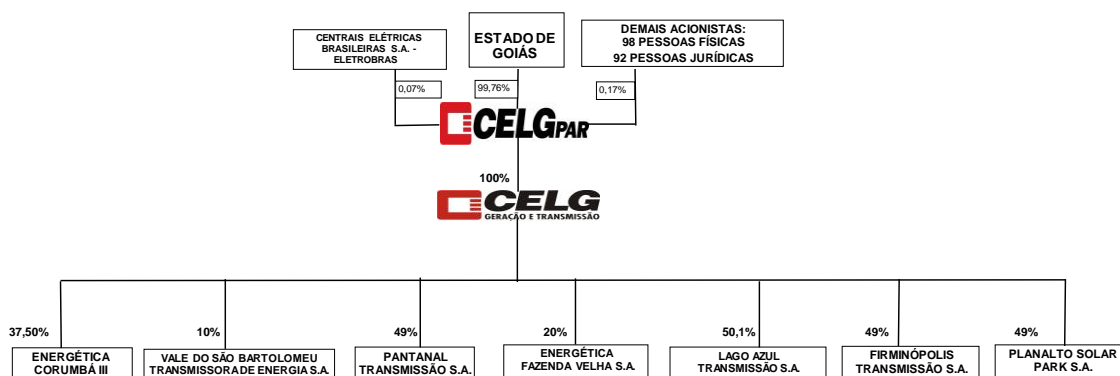 CENTRAIS ELÉTRICAS
BRASILEIRAS S.A. -
ELETROBRAS
ESTADO DE
GOIÁS
DEMAIS ACIONISTAS:
98 PESSOAS FÍSICAS
92 PESSOAS JURÍDICAS
0,07%
99,76%
0,17%
CELGPAR
100%
CELG
GERAÇÃO E TRANSMISSÃO
37,50%
10%
49%
20%
50,1%
49%
49%
ENERGÉTICA
CORUMBÁ III
VALE DO SÃO BARTOLOMEU
TRANSMISSORA DE ENERGIA S.A.
PANTANAL
TRANSMISSÃO S.A.
ENERGÉTICA
FAZENDA VELHA S.A.
LAGO AZUL
TRANSMISSÃO S.A.
FIRMINÓPOLIS
TRANSMISSÃO S.A.
PLANALTO SOLAR
PARK S.A.